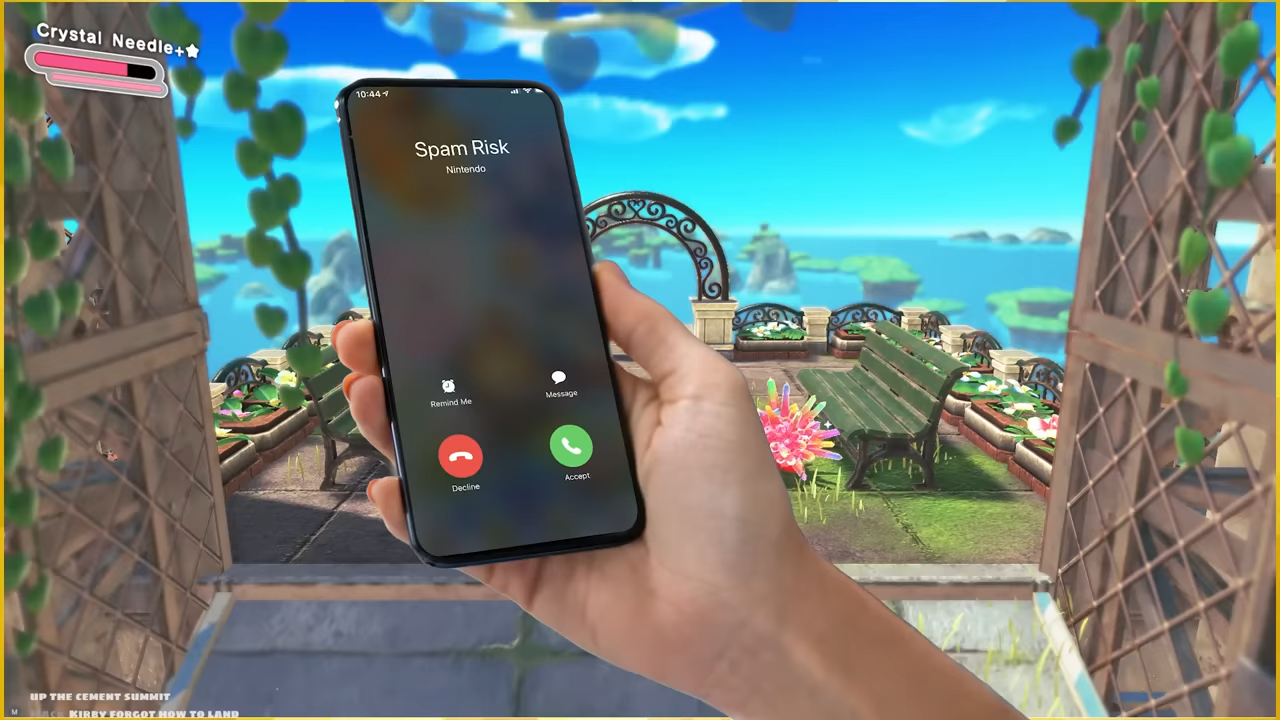 Crystal Needle+★
10:44
Spam Risk
Nintendo
Remind Me
Message
Decline
Accept
UP THE CEMENT SUMMIT
KIRBY FORGOT HOW TO LAND